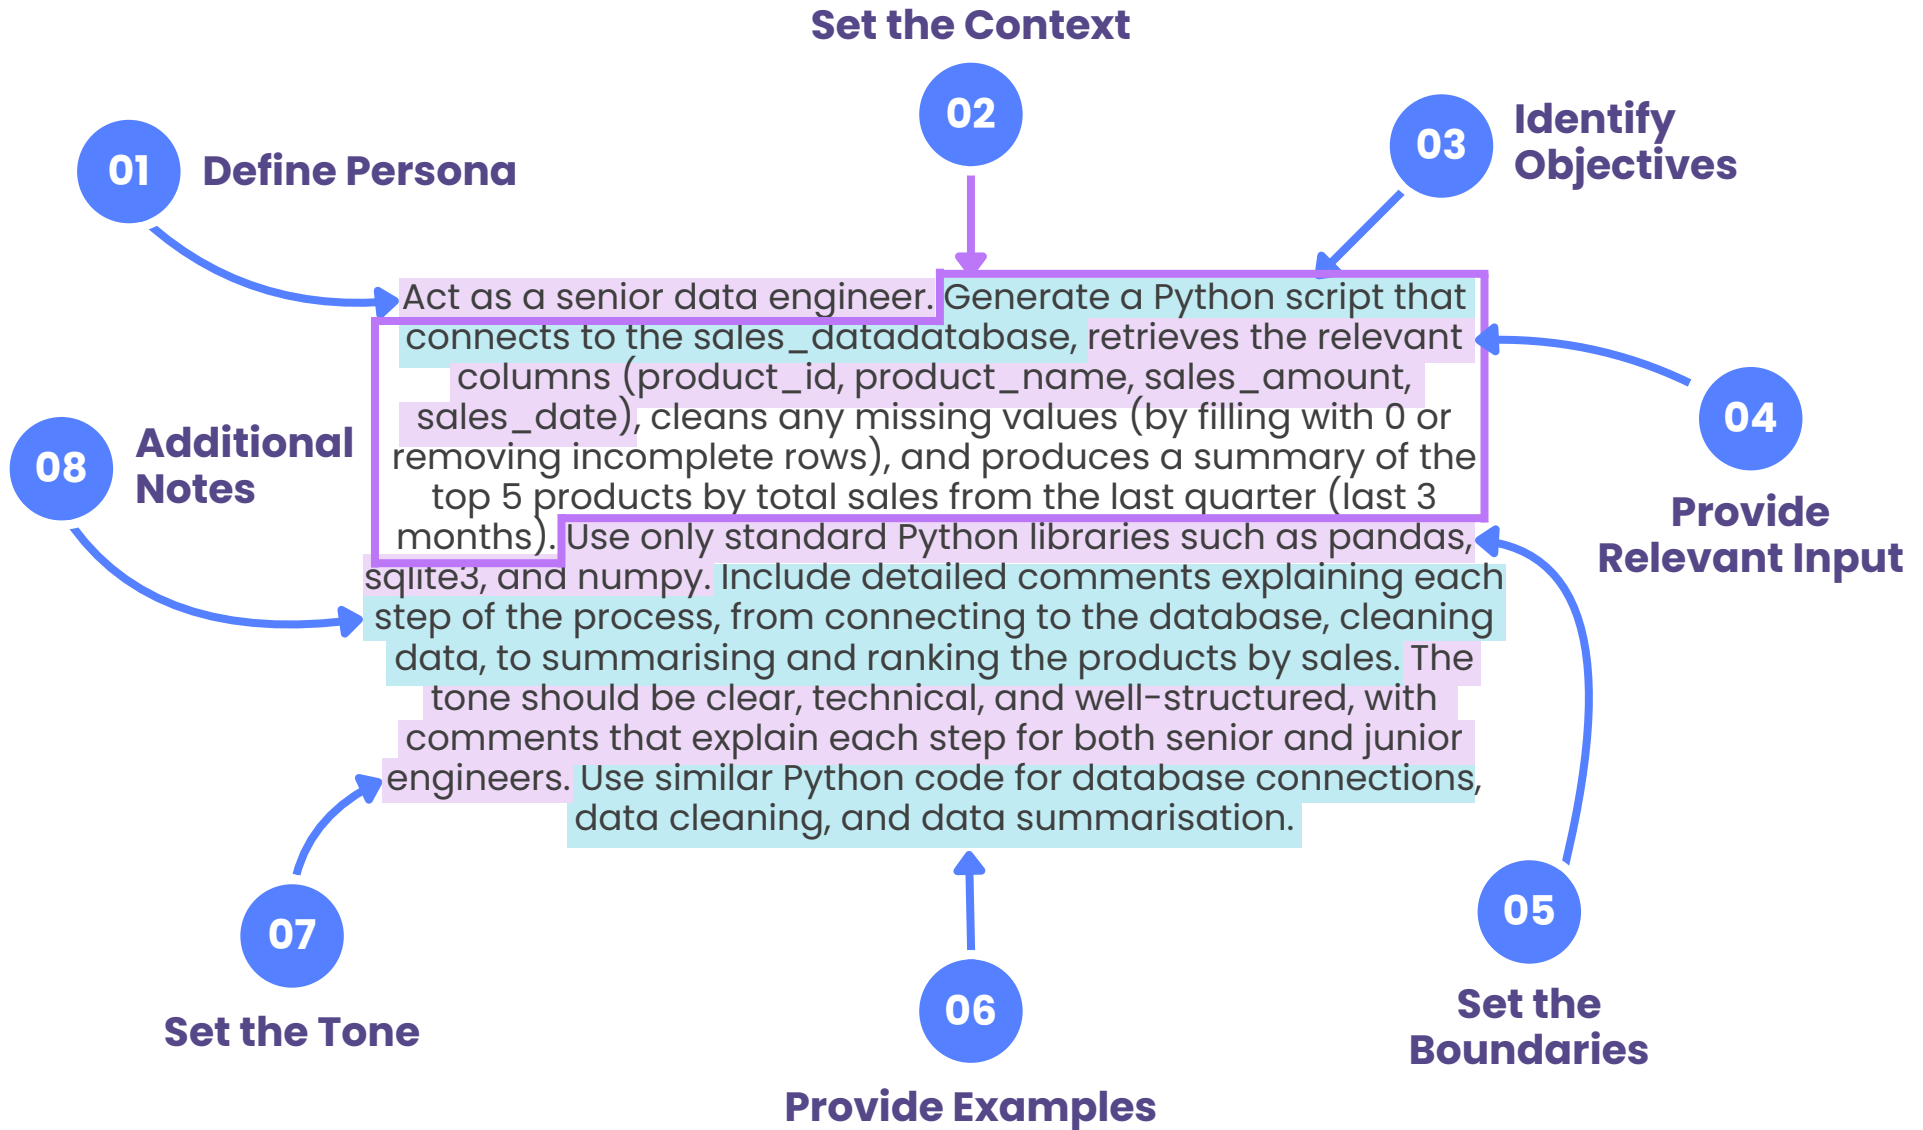 Set the Context
02
03
Identify
Objectives
01
Define Persona
Act as a senior data engineer. Generate a Python script that
connects to the sales_datadatabase, retrieves the relevant
columns (product_id, product_name, sales_amount,
sales_date), cleans any missing values (by filling with 0 or
removing incomplete rows), and produces a summary of the
top 5 products by total sales from the last quarter (last 3
months). Use only standard Python libraries such as pandas,
sqlite3, and numpy. Include detailed comments explaining each
step of the process, from connecting to the database, cleaning
data, to summarising and ranking the products by sales. The
tone should be clear, technical, and well-structured, with
comments that explain each step for both senior and junior
engineers. Use similar Python code for database connections,
data cleaning, and data summarisation.
04
Provide
Relevant Input
08
Additional
Notes
05
Set the
Boundaries
07
Set the Tone
06
Provide Examples